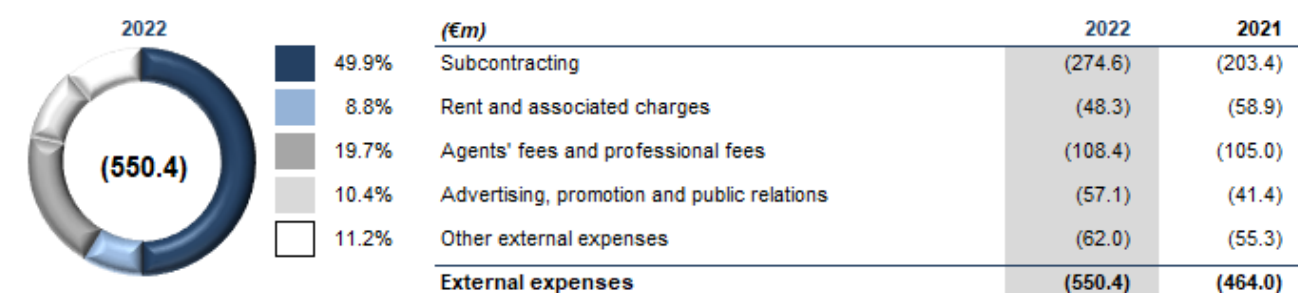 2022
(550.4)
(€m) 2022 2021
49.9% Subcontracting (274.6) (203.4)
8.8% Rent and associated charges (48.3) (58.9)
19.7% Agents' fees and professional fees (108.4) (105.0)
10.4% Advertising, promotion and public relations (57.1) (41.4)
11.2% Other external expenses (62.0) (55.3)
External expenses (550.4) (464.0)